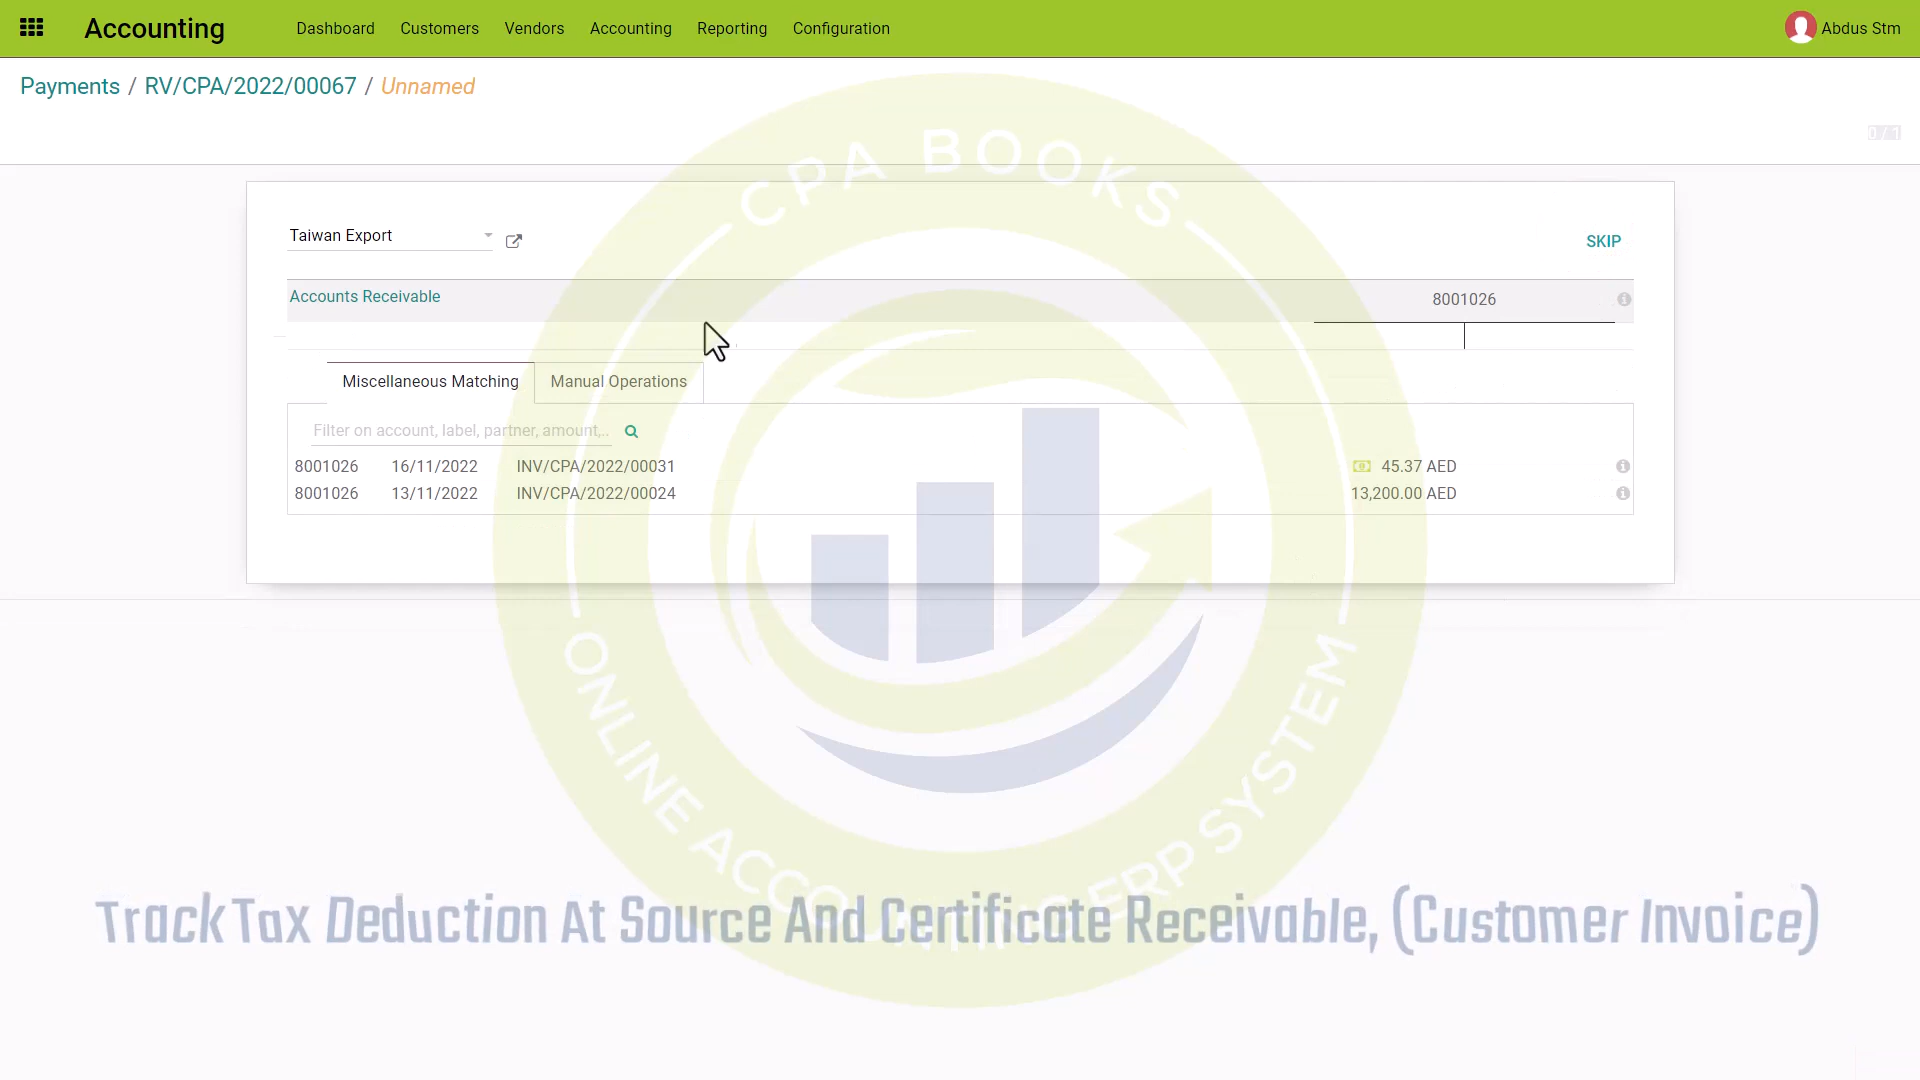 Accounting Dashboard Customers Vendors Accounting Reporting Configuration Abdus Stm
Payments / RV/CPA/2022/00067 / Unnamed
0 / 1
CPA BOOKS
Taiwan Export SKIP
Accounts Receivable 8001026
Miscellaneous Matching Manual Operations
Filter on account, label, partner, amount,...
8001026 16/11/2022 INV/CPA/2022/00031 45.37 AED
8001026 13/11/2022 INV/CPA/2022/00024 13,200.00 AED
ONLINE ACCOUNTING ERP SYSTEM
Track Tax Deduction At Source And Certificate Receivable, (Customer Invoice)